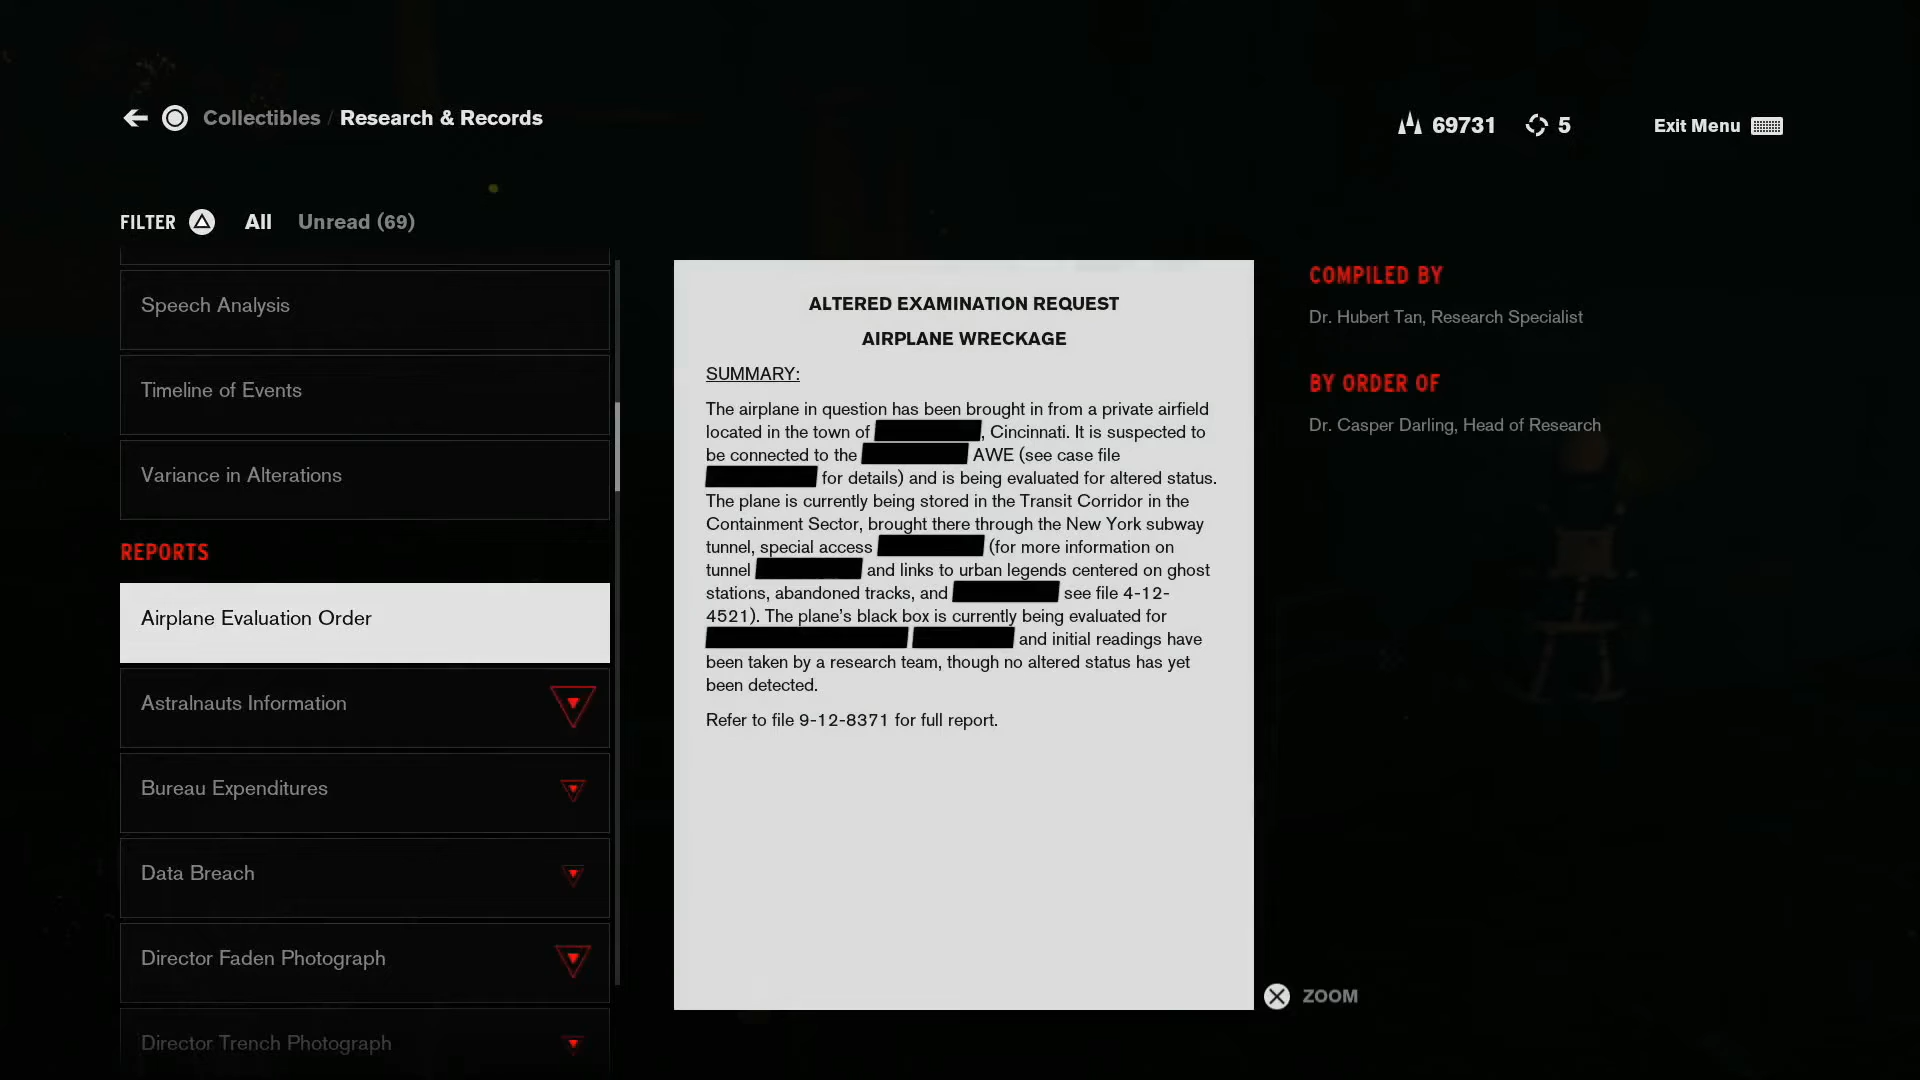 Collectibles / Research & Records
69731
5
Exit Menu
FILTER All Unread (69)
Speech Analysis
Timeline of Events
Variance in Alterations
REPORTS
Airplane Evaluation Order
Astralnauts Information
Bureau Expenditures
Data Breach
Director Faden Photograph
Director Trench Photograph
ALTERED EXAMINATION REQUEST
AIRPLANE WRECKAGE
SUMMARY:
The airplane in question has been brought in from a private airfield
located in the town of , Cincinnati. It is suspected to
be connected to the AWE (see case file
for details) and is being evaluated for altered status.
The plane is currently being stored in the Transit Corridor in the
Containment Sector, brought there through the New York subway
tunnel, special access (for more information on
tunnel and links to urban legends centered on ghost
stations, abandoned tracks, and see file 4-12-
4521). The plane's black box is currently being evaluated for
and initial readings have
been taken by a research team, though no altered status has yet
been detected.
Refer to file 9-12-8371 for full report.
COMPILED BY
Dr. Hubert Tan, Research Specialist
BY ORDER OF
Dr. Casper Darling, Head of Research
ZOOM